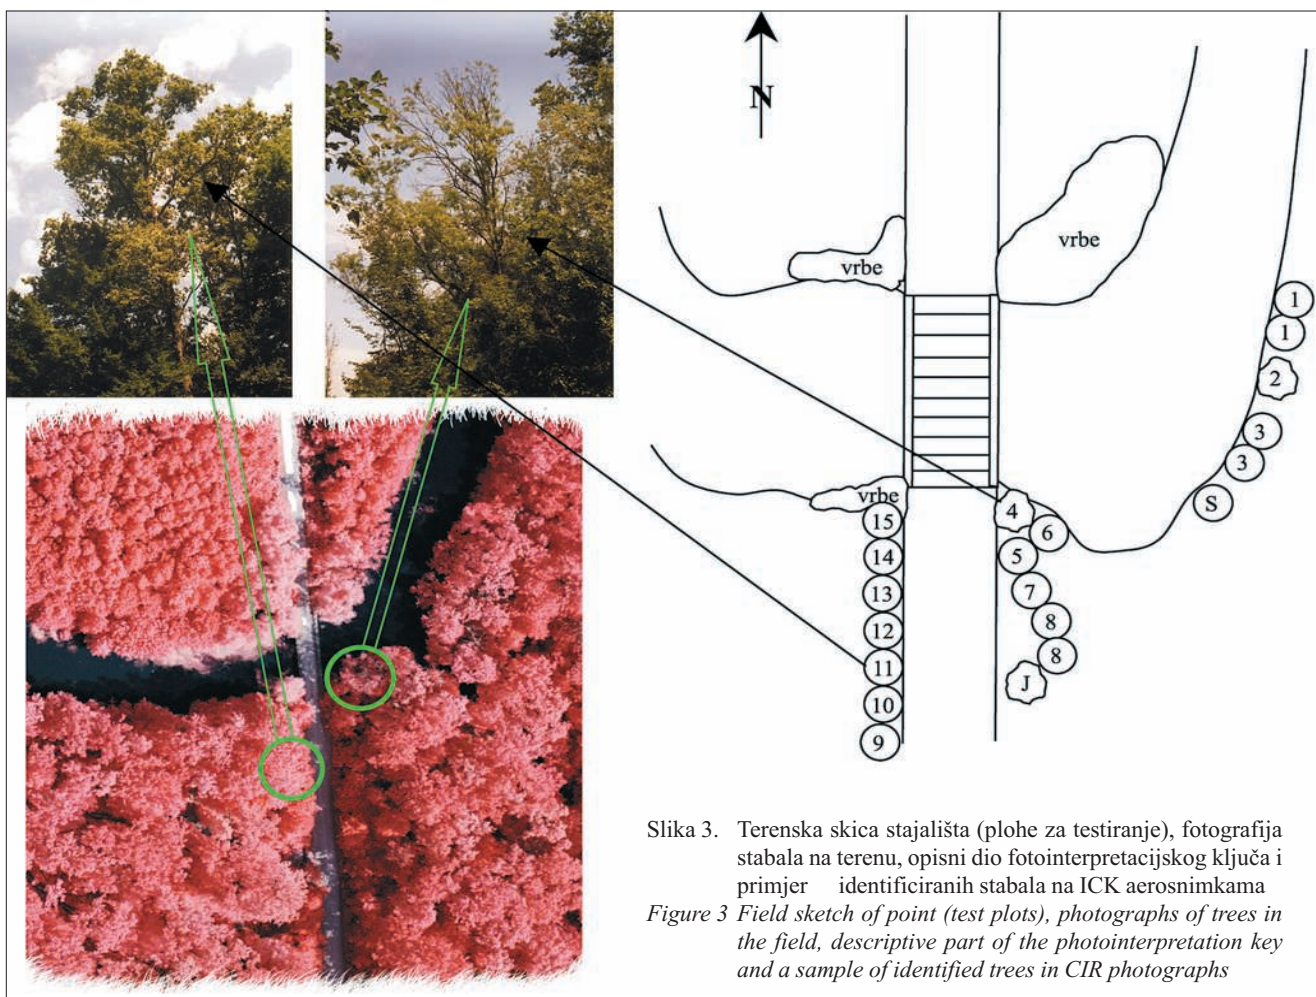 N
vrbe
vrbe
1
1
2
3
3
S
vrbe
15
4
6
14
5
13
7
12
8
11
8
10
J
9
Slika 3. Terenska skica stajališta (plohe za testiranje), fotografija
stabala na terenu, opisni dio fotointerpretacijskog ključa i
primjer identificiranih stabala na ICK aerosnimkama
Figure 3 Field sketch of point (test plots), photographs of trees in
the field, descriptive part of the photointerpretation key
and a sample of identified trees in CIR photographs